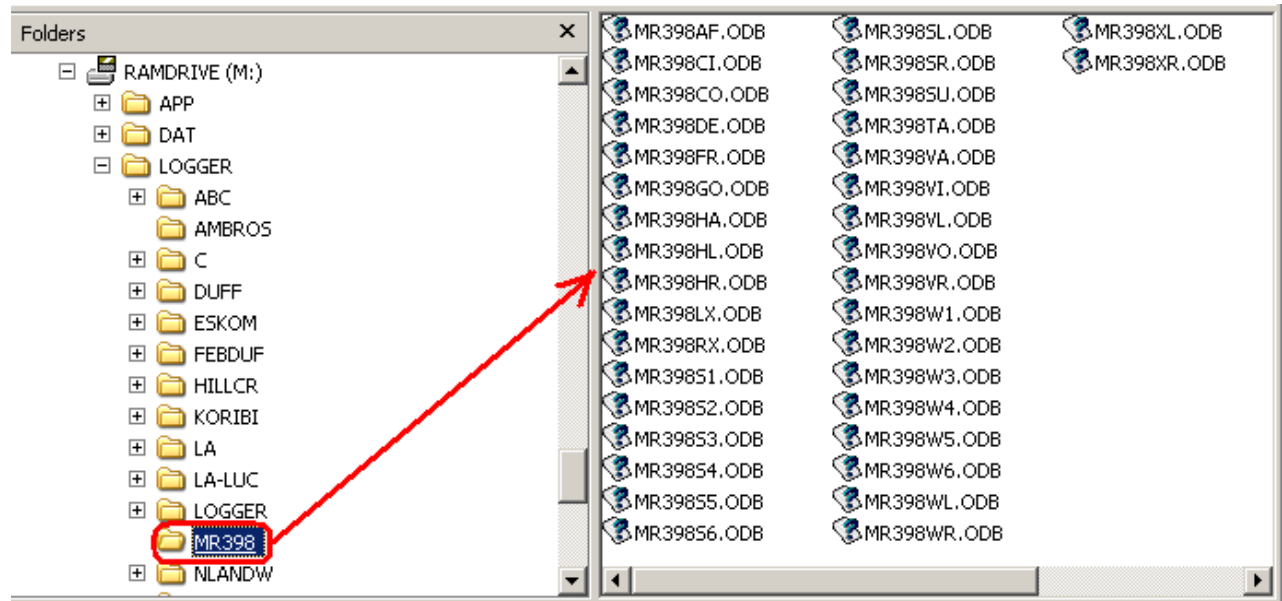 Folders
RAMDRIVE (M:)
APP
DAT
LOGGER
ABC
AMBROS
C
DUFF
ESKOM
FEBDUF
HILLCR
KORIBI
LA
LA-LUC
LOGGER
MR398
NLANDW
MR398AF.ODB
MR398CI.ODB
MR398CO.ODB
MR398DE.ODB
MR398FR.ODB
MR398GO.ODB
MR398HA.ODB
MR398HL.ODB
MR398HR.ODB
MR398LX.ODB
MR398RX.ODB
MR398S1.ODB
MR398S2.ODB
MR398S3.ODB
MR398S4.ODB
MR398S5.ODB
MR398S6.ODB
MR398SL.ODB
MR398SR.ODB
MR398SU.ODB
MR398TA.ODB
MR398VA.ODB
MR398VI.ODB
MR398VL.ODB
MR398VO.ODB
MR398VR.ODB
MR398W1.ODB
MR398W2.ODB
MR398W3.ODB
MR398W4.ODB
MR398W5.ODB
MR398W6.ODB
MR398WL.ODB
MR398WR.ODB
MR398XL.ODB
MR398XR.ODB